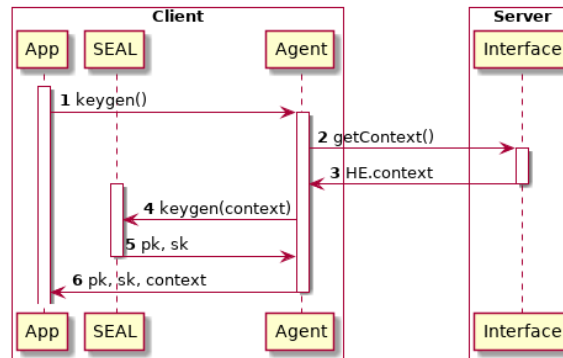 Client
Server
App
SEAL
Agent
Interface
1 keygen()
2 getContext()
3 HE.context
4 keygen(context)
5 pk, sk
6 pk, sk, context
App
SEAL
Agent
Interface